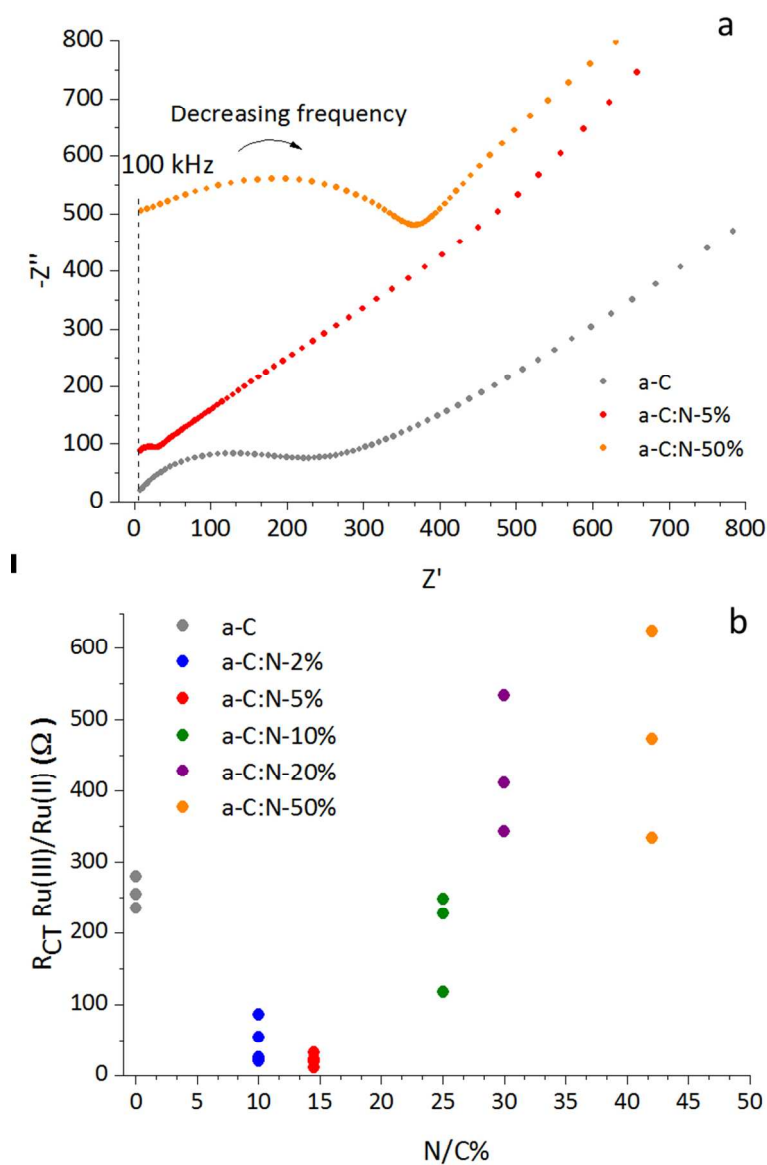 a
800
700
600
500
400
300
200
100
0
-Z''
Decreasing frequency
100 kHz
a-C
a-C:N-5%
a-C:N-50%
0 100 200 300 400 500 600 700 800
Z'
b
600
500
400
300
200
100
0
R_CT Ru(III)/Ru(II) (Ω)
a-C
a-C:N-2%
a-C:N-5%
a-C:N-10%
a-C:N-20%
a-C:N-50%
0 5 10 15 20 25 30 35 40 45 50
N/C%